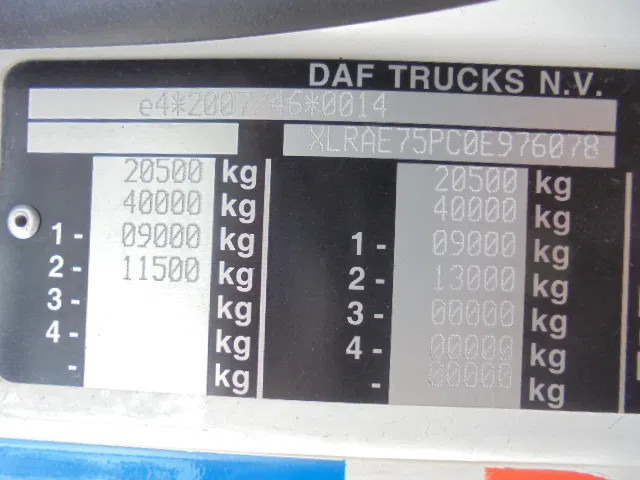 DAF TRUCKS N.V.
e4*2007/46*0014
XLRAE75PC0E976078
20500 kg 20500 kg
40000 kg 40000 kg
1 - 09000 kg 1 - 09000 kg
2 - 11500 kg 2 - 13000 kg
3 - kg 3 - 00000 kg
4 - kg 4 - 00000 kg
- kg - 00000 kg